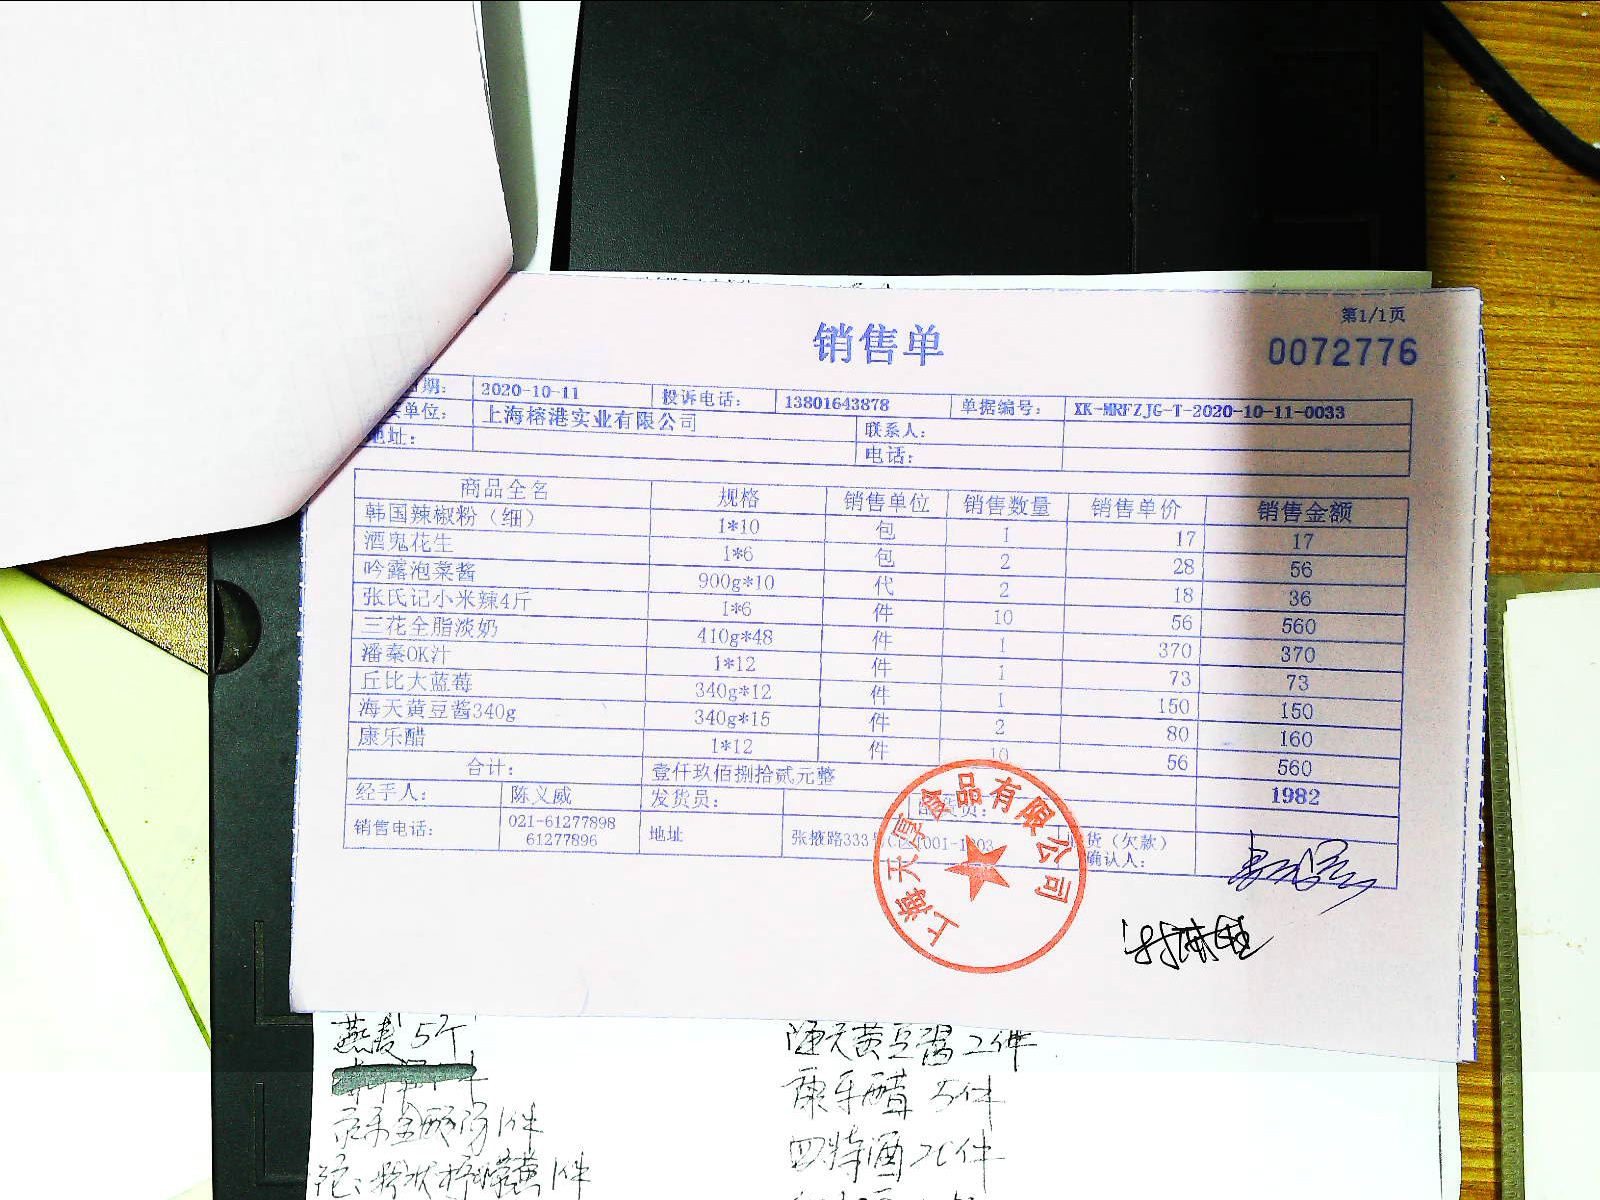 第1/1页
销售单
0072776
日期： 2020-10-11 投诉电话： 13801643878 单据编号： XK-MRFZJG-T-2020-10-11-0033
单位： 上海榕港实业有限公司 联系人：
地址： 电话：
商品全名 规格 销售单位 销售数量 销售单价 销售金额
韩国辣椒粉（细） 1*10 包 1 17 17
酒鬼花生 1*6 包 2 28 56
吟露泡菜酱 900g*10 代 2 18 36
张氏记小米辣4斤 1*6 件 10 56 560
三花全脂淡奶 410g*48 件 1 370 370
潘泰OK汁 1*12 件 1 73 73
丘比大蓝莓 340g*12 件 1 150 150
海天黄豆酱340g 340g*15 件 2 80 160
康乐醋 1*12 件 10 56 560
合计： 壹仟玖佰捌拾贰元整 1982
经手人： 陈义威 发货员：
销售电话： 021-61277898 61277896 地址 张掖路333 收货（欠款）确认人：
上海天淳食品有限公司
燕麦5个 海天黄豆酱2件
康乐醋 5件
四特酒